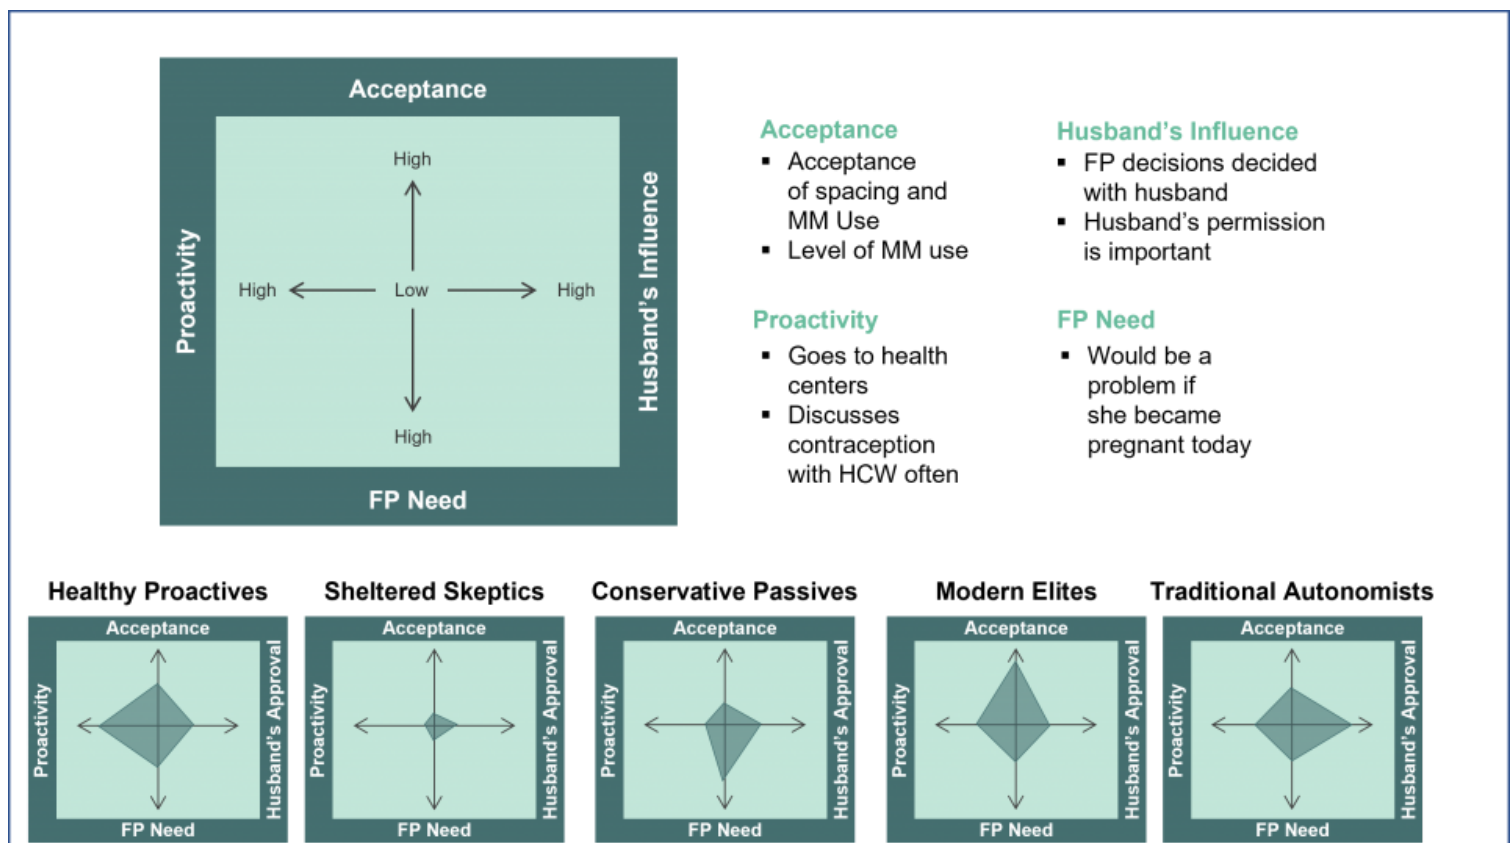 Acceptance
Proactivity
High
High
Low
High
High
Husband's Influence
FP Need
Acceptance
▪ Acceptance
of spacing and
MM Use
▪ Level of MM use
Husband's Influence
▪ FP decisions decided
with husband
▪ Husband's permission
is important
Proactivity
▪ Goes to health
centers
▪ Discusses
contraception
with HCW often
FP Need
▪ Would be a
problem if
she became
pregnant today
Healthy Proactives
Acceptance
Proactivity
Husband's Approval
FP Need
Sheltered Skeptics
Acceptance
Proactivity
Husband's Approval
FP Need
Conservative Passives
Acceptance
Proactivity
Husband's Approval
FP Need
Modern Elites
Acceptance
Proactivity
Husband's Approval
FP Need
Traditional Autonomists
Acceptance
Proactivity
Husband's Approval
FP Need